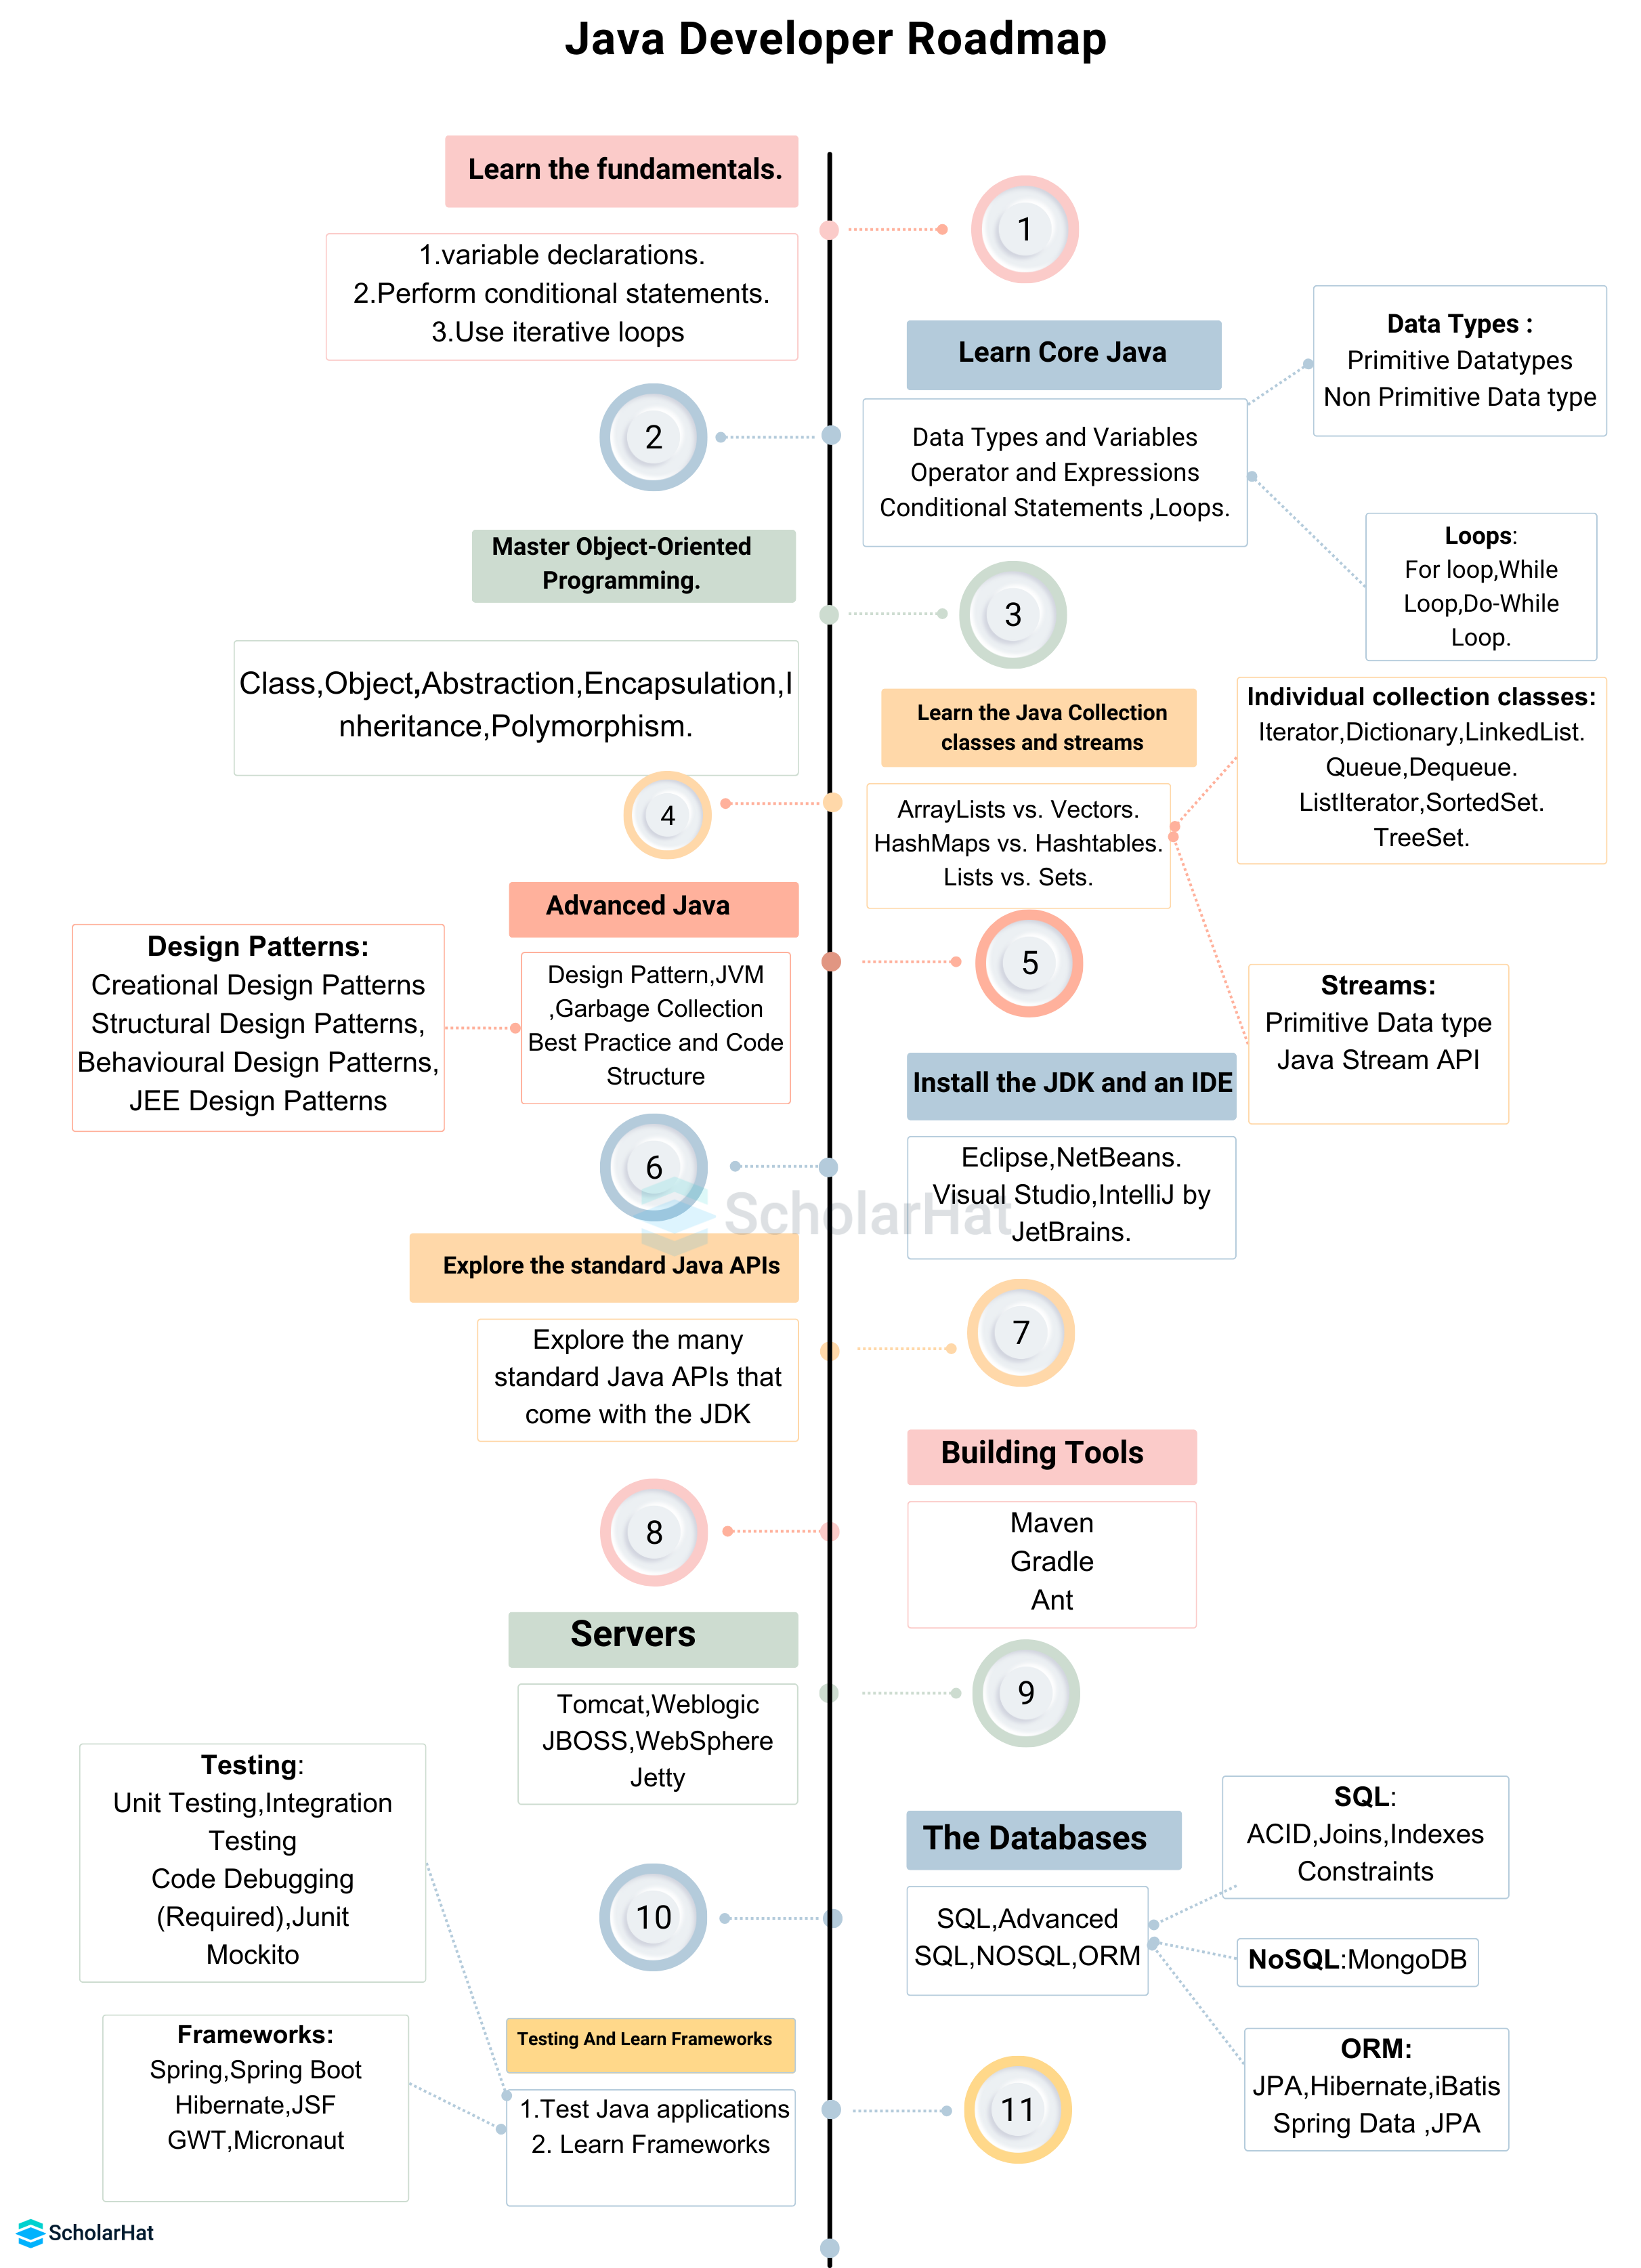 Java Developer Roadmap
Learn the fundamentals.
1
1.variable declarations.
2.Perform conditional statements.
3.Use iterative loops
2
Learn Core Java
Data Types and Variables
Operator and Expressions
Conditional Statements ,Loops.
Data Types :
Primitive Datatypes
Non Primitive Data type
Loops:
For loop,While
Loop,Do-While
Loop.
Master Object-Oriented
Programming.
3
Class,Object,Abstraction,Encapsulation,I
nheritance,Polymorphism.
4
Learn the Java Collection
classes and streams
ArrayLists vs. Vectors.
HashMaps vs. Hashtables.
Lists vs. Sets.
Individual collection classes:
Iterator,Dictionary,LinkedList.
Queue,Dequeue.
ListIterator,SortedSet.
TreeSet.
Streams:
Primitive Data type
Java Stream API
Advanced Java
5
Design Pattern,JVM
,Garbage Collection
Best Practice and Code
Structure
Design Patterns:
Creational Design Patterns
Structural Design Patterns,
Behavioural Design Patterns,
JEE Design Patterns
6
Install the JDK and an IDE
Eclipse,NetBeans.
Visual Studio,IntelliJ by
JetBrains.
ScholarHat
Explore the standard Java APIs
7
Explore the many
standard Java APIs that
come with the JDK
8
Building Tools
Maven
Gradle
Ant
Servers
9
Tomcat,Weblogic
JBOSS,WebSphere
Jetty
10
The Databases
SQL,Advanced
SQL,NOSQL,ORM
SQL:
ACID,Joins,Indexes
Constraints
NoSQL:MongoDB
ORM:
JPA,Hibernate,iBatis
Spring Data ,JPA
Testing:
Unit Testing,Integration
Testing
Code Debugging
(Required),Junit
Mockito
Frameworks:
Spring,Spring Boot
Hibernate,JSF
GWT,Micronaut
Testing And Learn Frameworks
1.Test Java applications
2. Learn Frameworks
11
ScholarHat